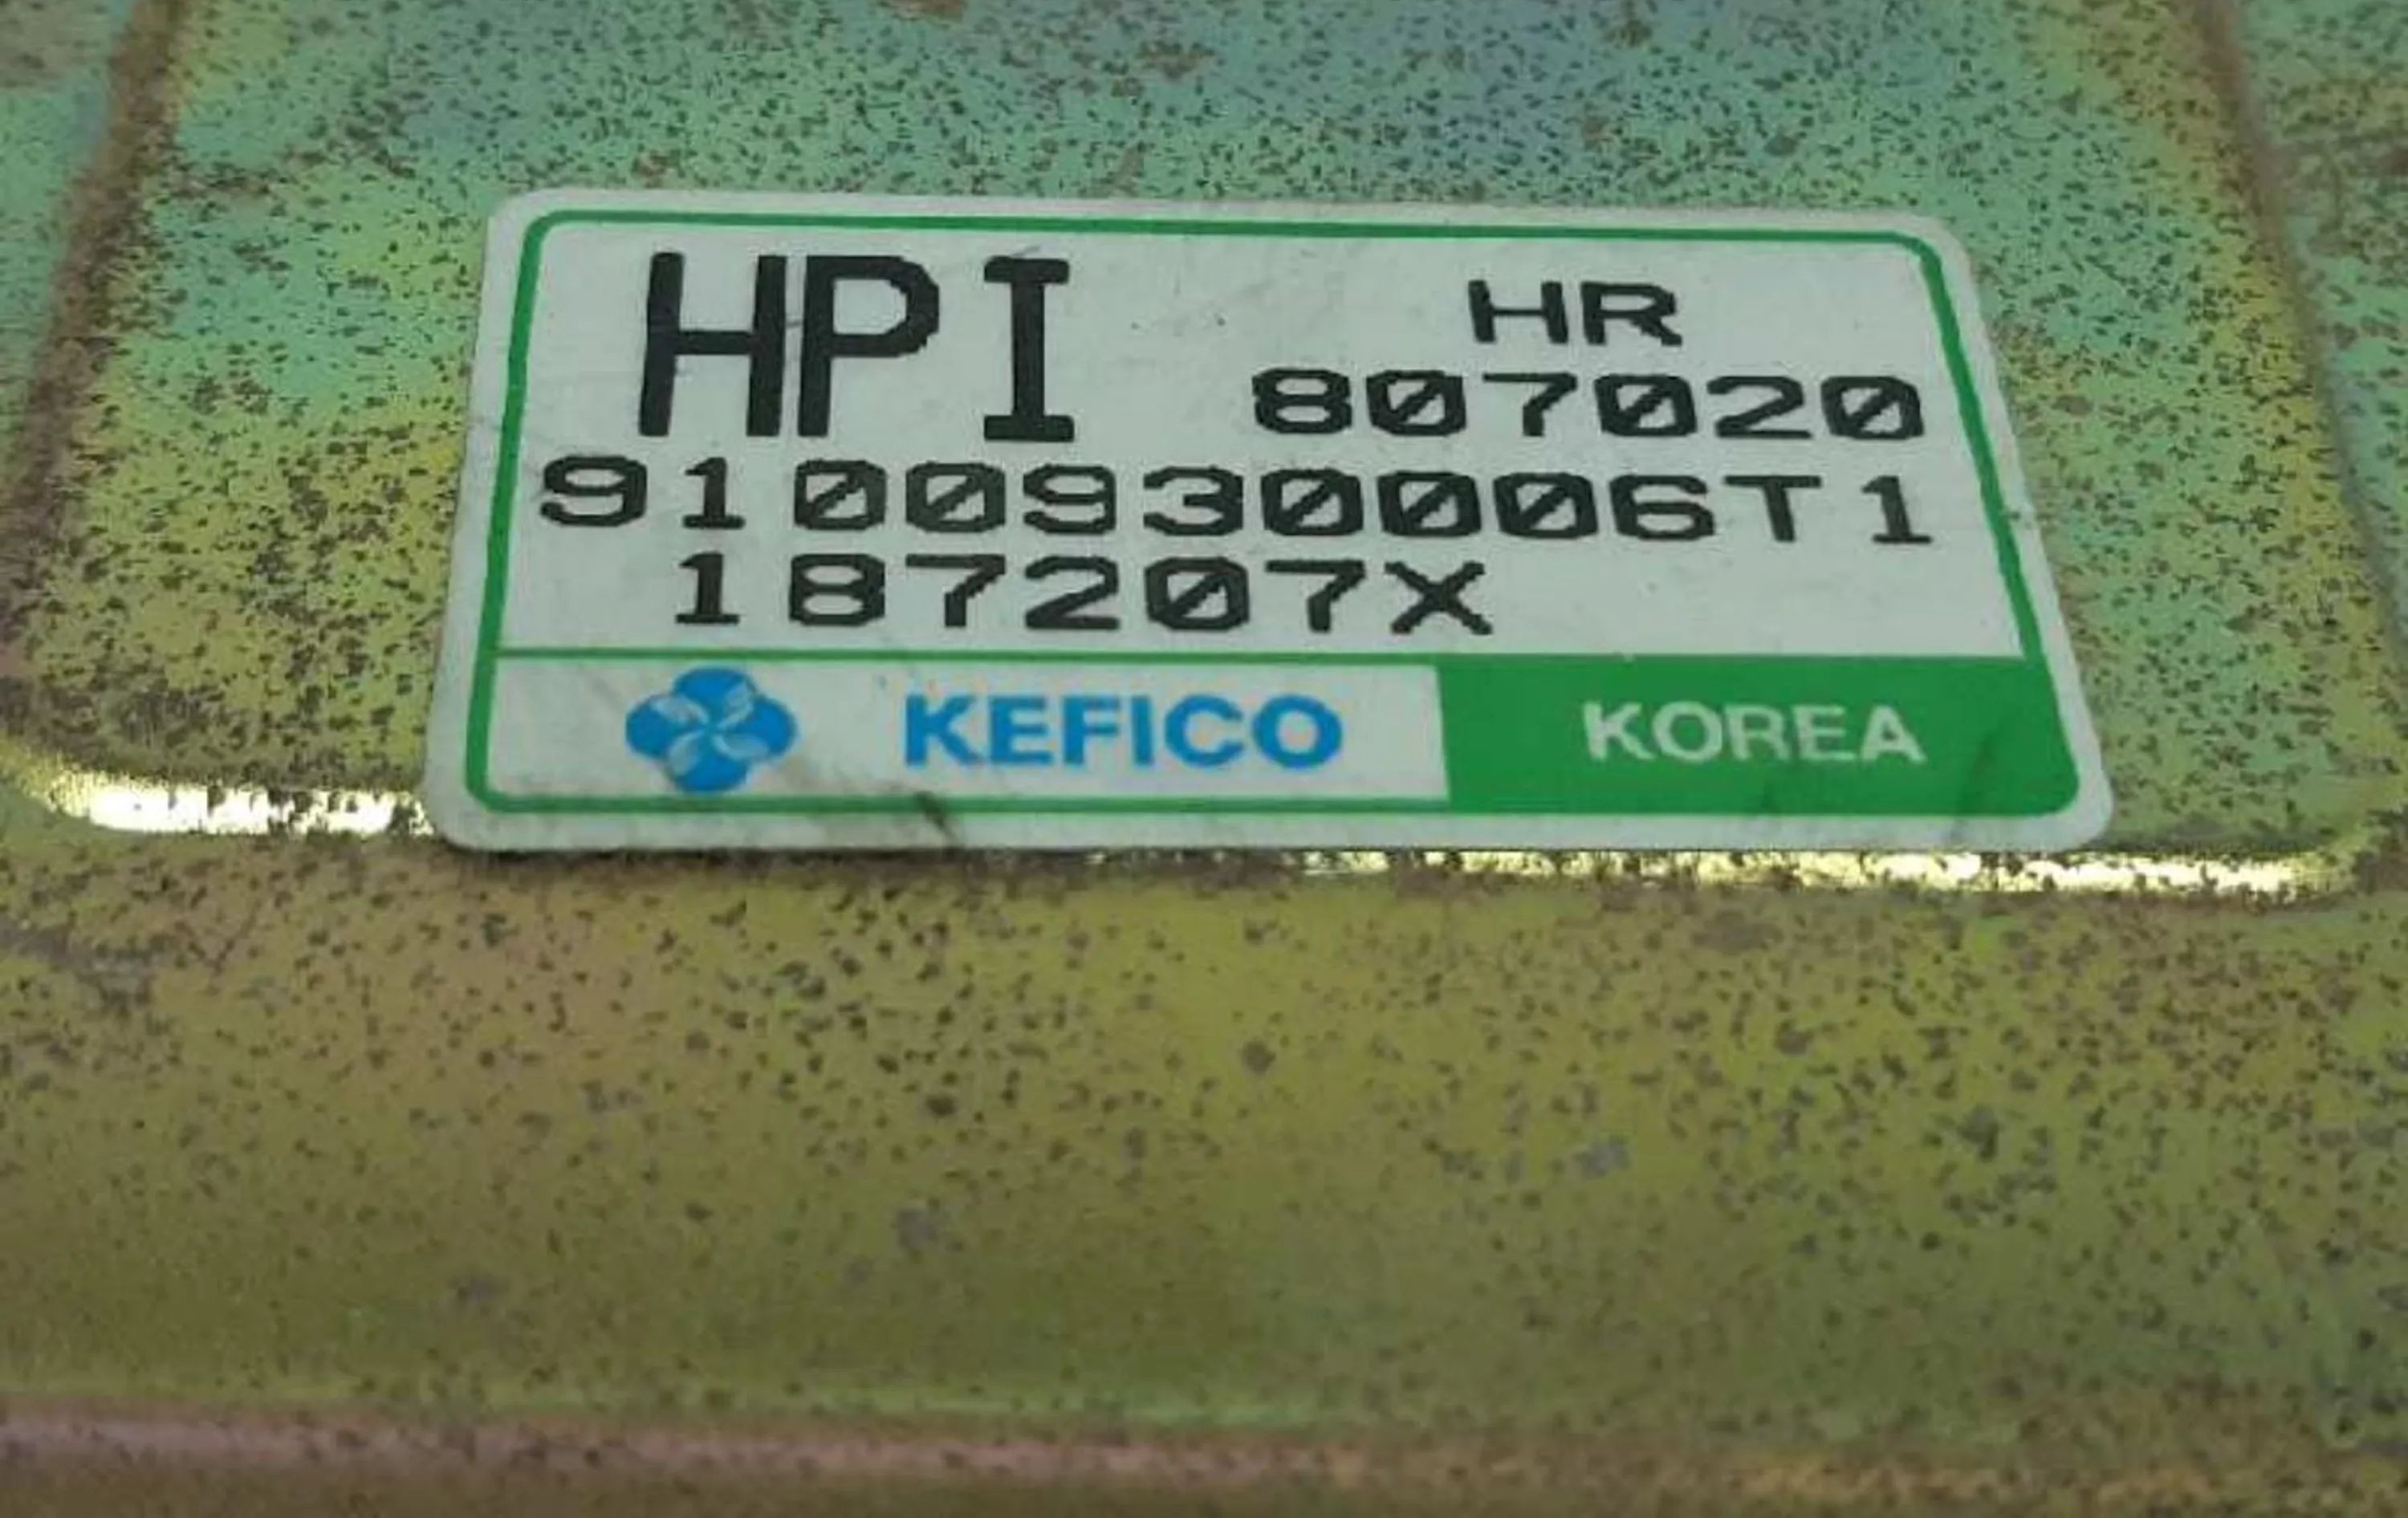 HPI HR
807020
9100930006T1
187207X
KEFICO KOREA